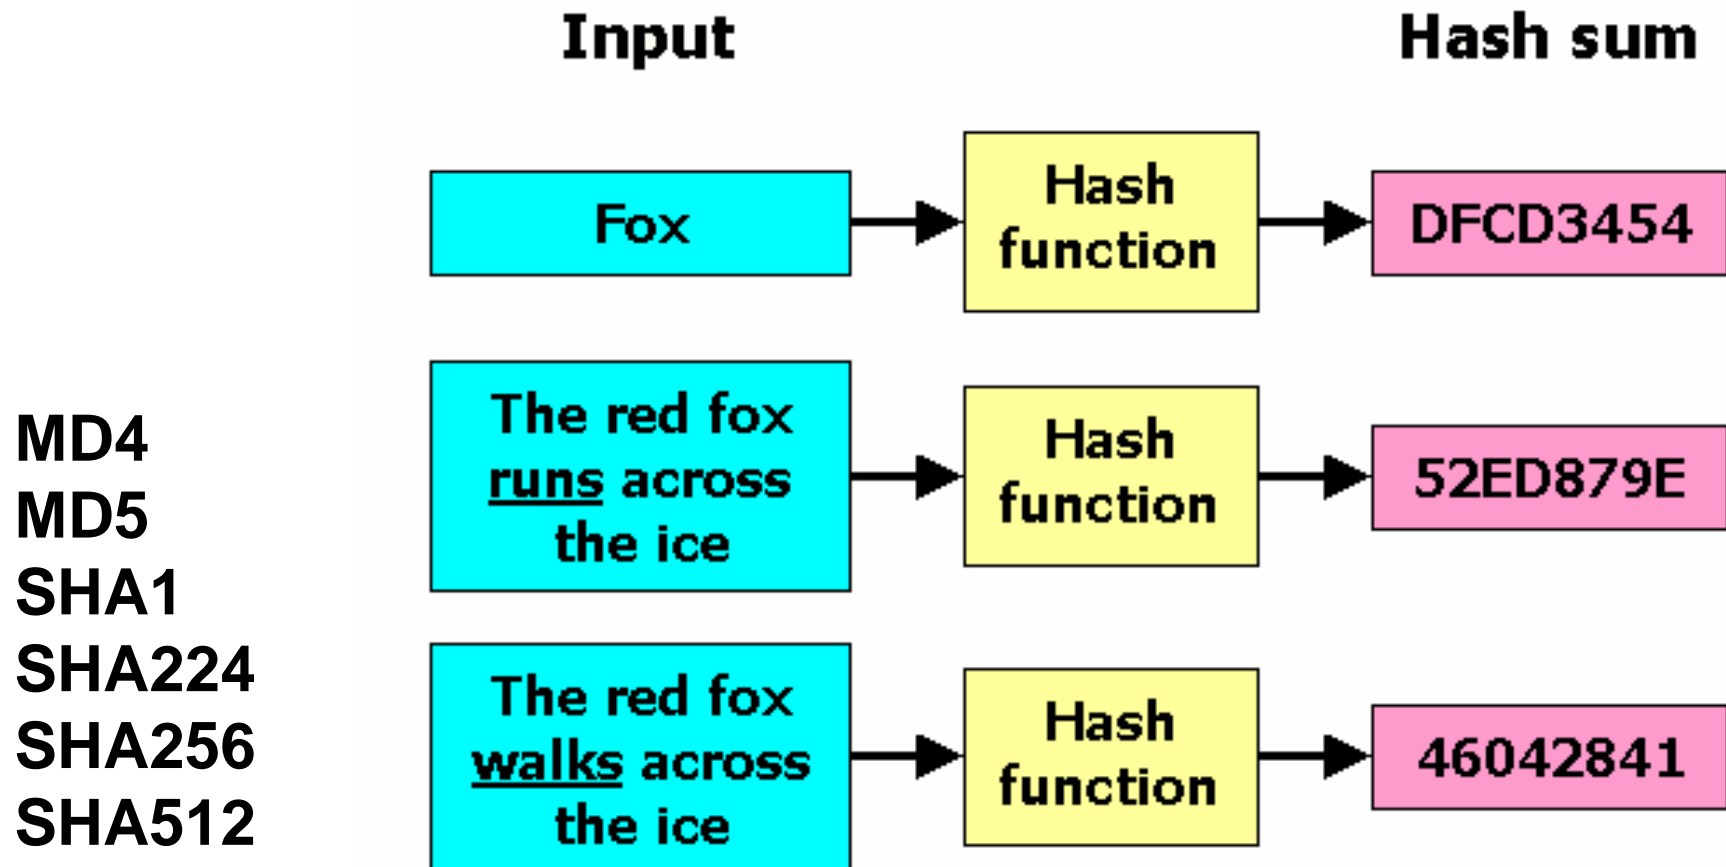 Input
Hash sum
Fox
Hash
function
DFCD3454
The red fox
runs across
the ice
Hash
function
52ED879E
The red fox
walks across
the ice
Hash
function
46042841
MD4
MD5
SHA1
SHA224
SHA256
SHA512